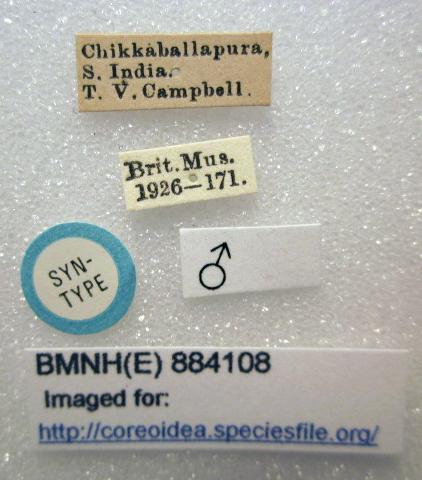 Chikkaballapura,
S. India.
T. V. Campbell.
Brit. Mus.
1926—171.
SYN-
TYPE
♂
BMNH(E) 884108
Imaged for:
http://coreoidea.speciesfile.org/